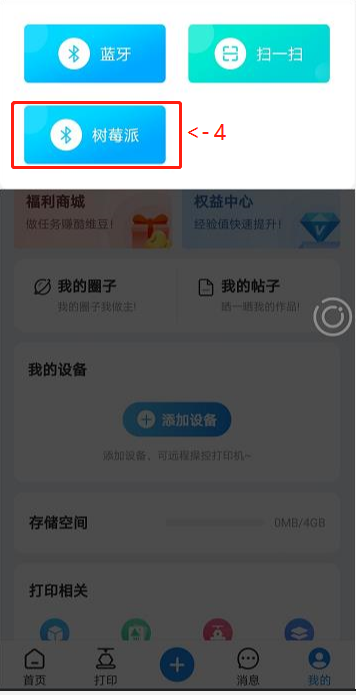 蓝牙
扫一扫
树莓派
<-4
福利商城
权益中心
做任务赚酷维豆!
经验值快速提升!
我的圈子
我的帖子
我的圈子我做主!
晒一晒我的作品!
我的设备
添加设备
添加设备、可远程操控打印机~
存储空间
0MB/4GB
打印相关
首页
打印
消息
我的